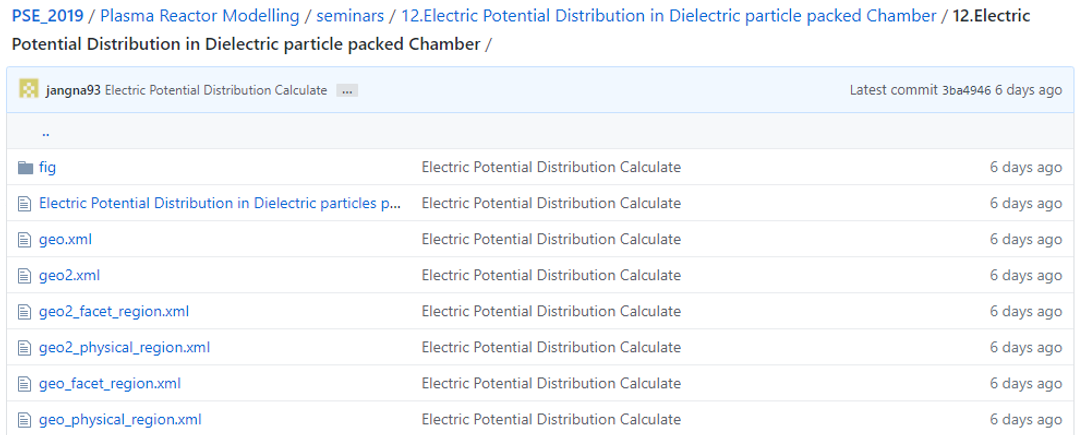 PSE_2019 / Plasma Reactor Modelling / seminars / 12.Electric Potential Distribution in Dielectric particle packed Chamber / 12.Electric
Potential Distribution in Dielectric particle packed Chamber /
jangna93 Electric Potential Distribution Calculate ... Latest commit 3ba4946 6 days ago
..
fig Electric Potential Distribution Calculate 6 days ago
Electric Potential Distribution in Dielectric particles p... Electric Potential Distribution Calculate 6 days ago
geo.xml Electric Potential Distribution Calculate 6 days ago
geo2.xml Electric Potential Distribution Calculate 6 days ago
geo2_facet_region.xml Electric Potential Distribution Calculate 6 days ago
geo2_physical_region.xml Electric Potential Distribution Calculate 6 days ago
geo_facet_region.xml Electric Potential Distribution Calculate 6 days ago
geo_physical_region.xml Electric Potential Distribution Calculate 6 days ago